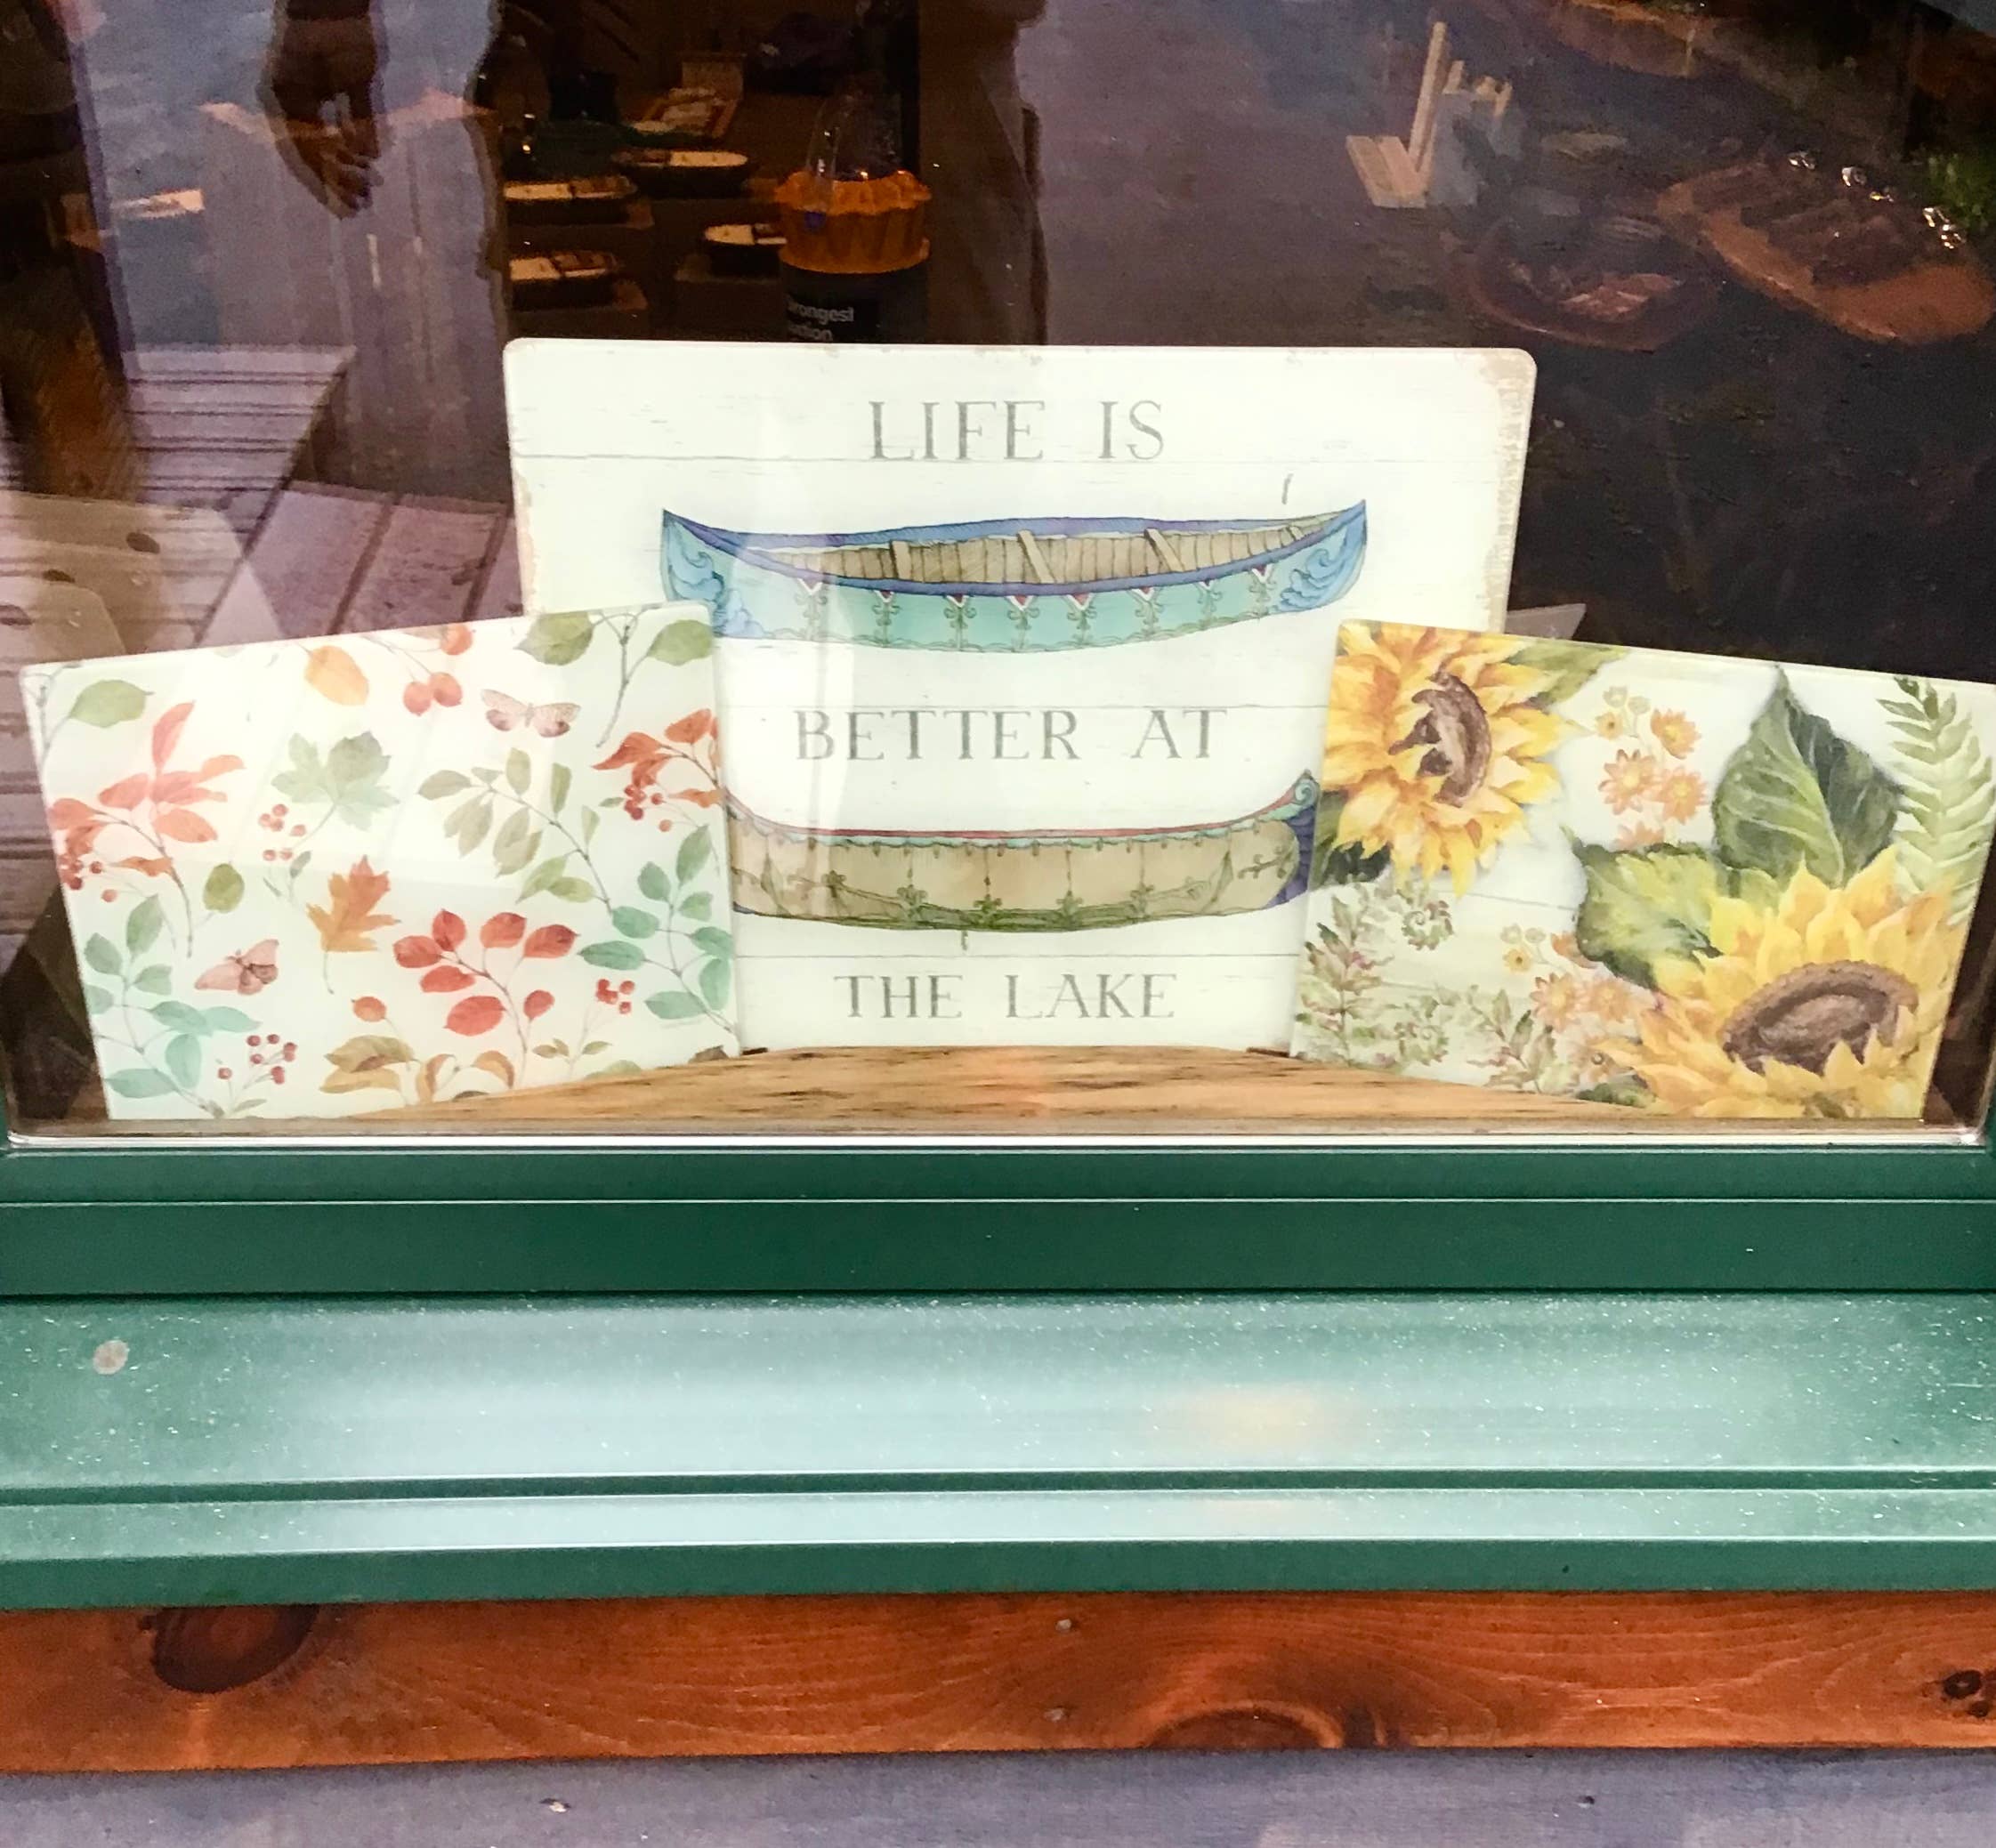 LIFE IS
BETTER AT
THE LAKE